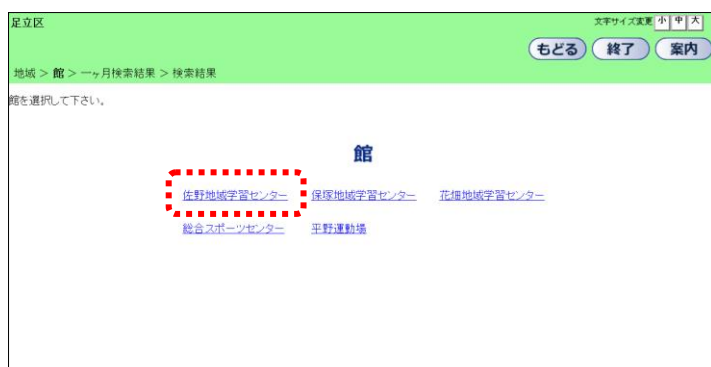 足立区
文字サイズ変更 小 中 大
もどる 終了 案内
地域 > 館 > 一ヶ月検索結果 > 検索結果
館を選択して下さい。
館
佐野地域学習センター 保塚地域学習センター 花畑地域学習センター
総合スポーツセンター 平野運動場